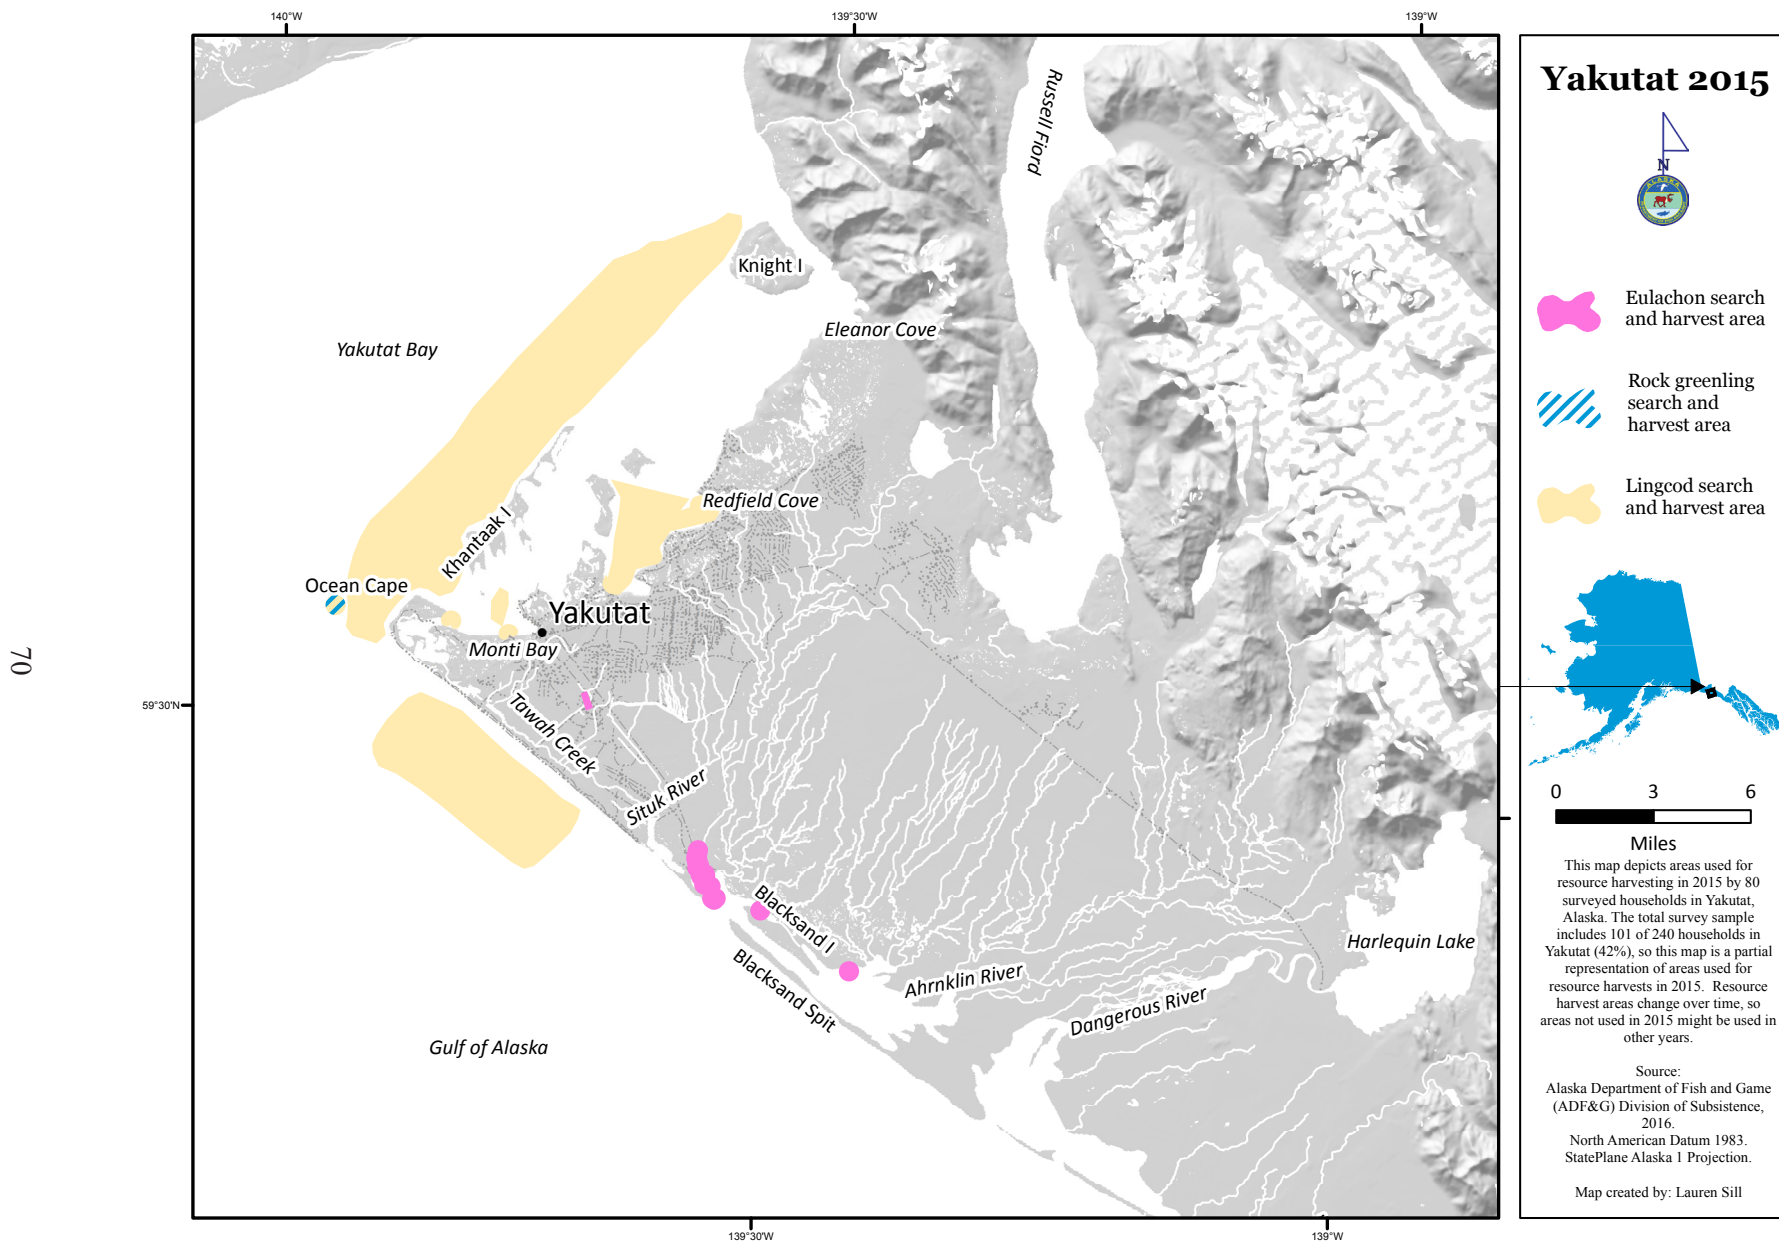 140°W
139°30'W
139°W
Yakutat 2015
Russell Fiord
N
ALASKA
Knight I
Eulachon search
and harvest area
Eleanor Cove
Yakutat Bay
Rock greenling
search and
harvest area
Redfield Cove
Lingcod search
and harvest area
Khantaak I
Ocean Cape
Yakutat
Monti Bay
70
59°30'N
Tawah Creek
Situk River
0
3
6
Miles
This map depicts areas used for
resource harvesting in 2015 by 80
surveyed households in Yakutat,
Alaska. The total survey sample
includes 101 of 240 households in
Yakutat (42%), so this map is a partial
representation of areas used for
resource harvests in 2015. Resource
harvest areas change over time, so
areas not used in 2015 might be used in
other years.
Blacksand I
Harlequin Lake
Blacksand Spit
Ahrnklin River
Dangerous River
Gulf of Alaska
Source:
Alaska Department of Fish and Game
(ADF&G) Division of Subsistence,
2016.
North American Datum 1983.
StatePlane Alaska 1 Projection.
Map created by: Lauren Sill
139°30'W
139°W